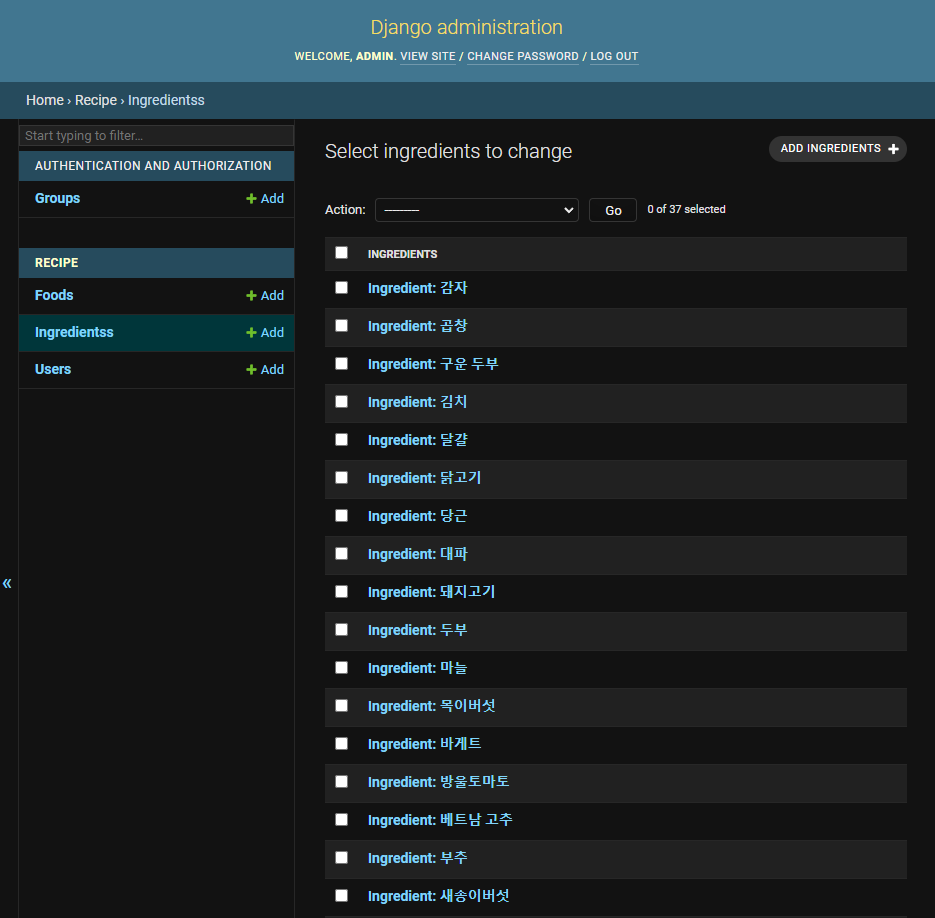 Django administration
WELCOME, ADMIN. VIEW SITE / CHANGE PASSWORD / LOG OUT
Home › Recipe › Ingredientss
Start typing to filter...
AUTHENTICATION AND AUTHORIZATION
Groups + Add
RECIPE
Foods + Add
Ingredientss + Add
Users + Add
«
Select ingredients to change
ADD INGREDIENTS +
Action: --------- Go 0 of 37 selected
INGREDIENTS
Ingredient: 감자
Ingredient: 곱창
Ingredient: 구운 두부
Ingredient: 김치
Ingredient: 달걀
Ingredient: 닭고기
Ingredient: 당근
Ingredient: 대파
Ingredient: 돼지고기
Ingredient: 두부
Ingredient: 마늘
Ingredient: 목이버섯
Ingredient: 바게트
Ingredient: 방울토마토
Ingredient: 베트남 고추
Ingredient: 부추
Ingredient: 새송이버섯